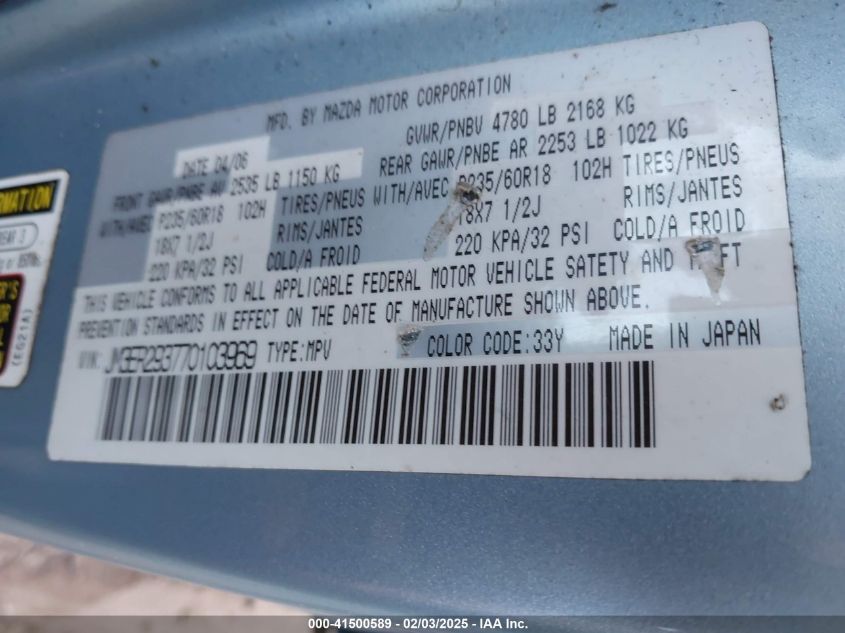 MFD. BY MAZDA MOTOR CORPORATION
DATE 04/06
GVWR/PNBV 4780 LB 2168 KG
FRONT GAWR/PNBE AV 2535 LB 1150 KG
REAR GAWR/PNBE AR 2253 LB 1022 KG
WITH/AVEC P235/60R18 102H TIRES/PNEUS
WITH/AVEC P235/60R18 102H TIRES/PNEUS
18X7 1/2J RIMS/JANTES
18X7 1/2J RIMS/JANTES
220 KPA/32 PSI COLD/A FROID
220 KPA/32 PSI COLD/A FROID
THIS VEHICLE CONFORMS TO ALL APPLICABLE FEDERAL MOTOR VEHICLE SATETY AND THEFT
PREVENTION STANDARDS IN EFFECT ON THE DATE OF MANUFACTURE SHOWN ABOVE.
VIN: JM3ER293770103969 TYPE:MPV COLOR CODE:33Y MADE IN JAPAN
RMATION
(EG21A)
000-41500589 - 02/03/2025 - IAA Inc.